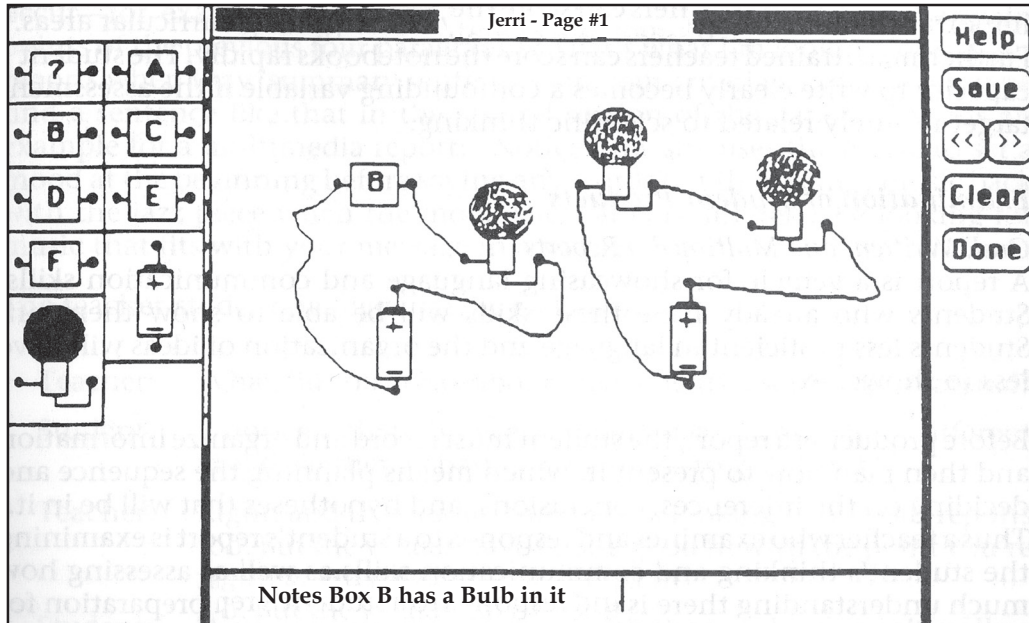 Jerri - Page #1
Help
Save
<< >>
Clear
Done
A
B C
D E
F
+
−
B
+
−
+
−
Notes Box B has a Bulb in it